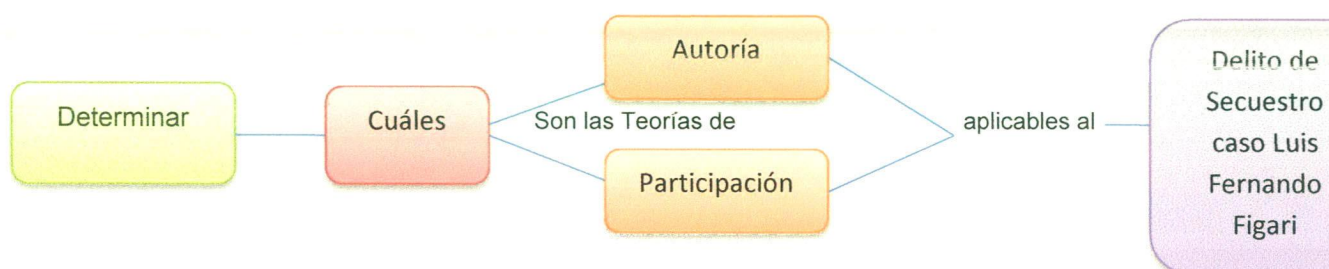 Determinar
Cuáles
Son las Teorías de
Autoría
Participación
aplicables al
Delito de
Secuestro
caso Luis
Fernando
Figari